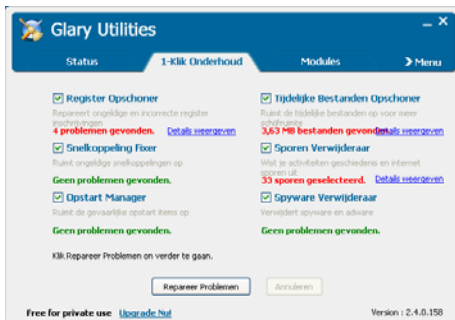 Glary Utilities
Status
1-Klik Onderhoud
Modules
Menu
Register Opschoner
Repareert ongeldige en incorrecte register
inschrijvingen
4 problemen gevonden. Details weergeven
Snelkoppeling Fixer
Ruimt ongeldige snelkoppelingen op
Geen problemen gevonden.
Opstart Manager
Ruimt de gevaarlijke opstart items op
Geen problemen gevonden.
Tijdelijke Bestanden Opschoner
Ruimt de tijdelijke bestanden op voor meer
schijfruimte
3,63 MB bestanden gevonden. Details weergeven
Sporen Verwijderaar
Wist je activiteiten geschiedenis en internet
sporen uit
33 sporen geselecteerd. Details weergeven
Spyware Verwijderaar
Verwijdert spyware en adware
Geen problemen gevonden.
Klik Repareer Problemen om verder te gaan.
Repareer Problemen
Annuleren
Free for private use Upgrade Nu!
Version : 2.4.0.158